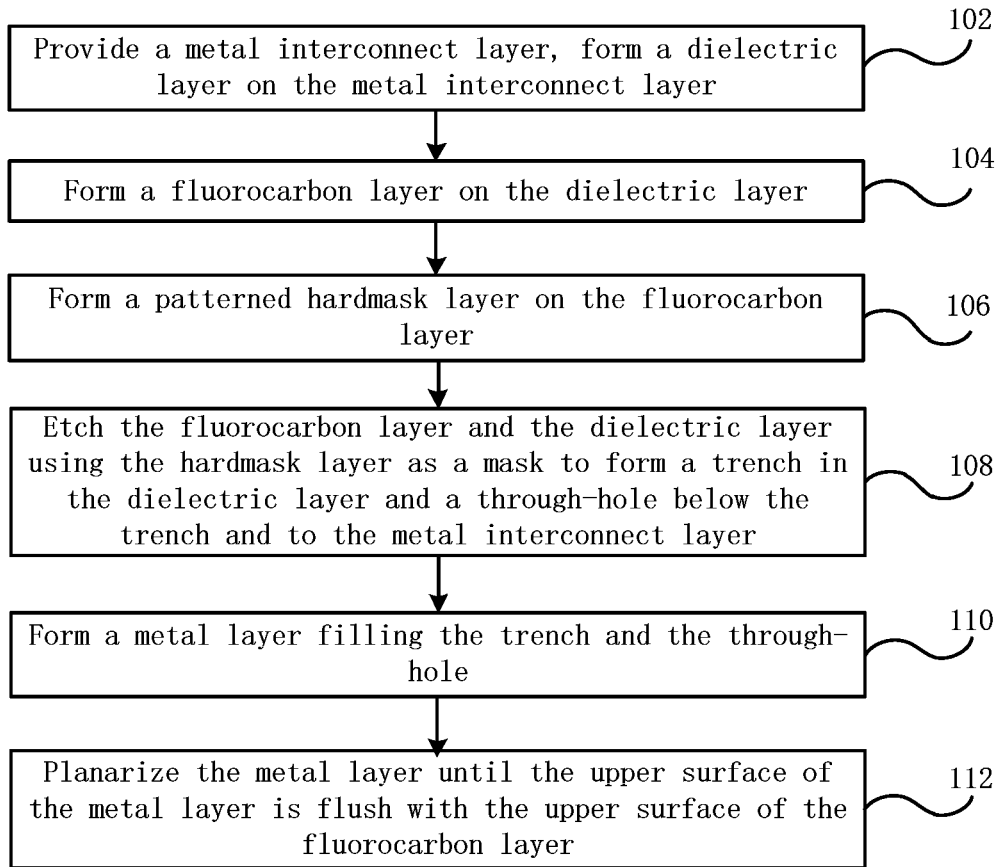 102
Provide a metal interconnect layer, form a dielectric
layer on the metal interconnect layer
104
Form a fluorocarbon layer on the dielectric layer
106
Form a patterned hardmask layer on the fluorocarbon
layer
Etch the fluorocarbon layer and the dielectric layer
using the hardmask layer as a mask to form a trench in
108
the dielectric layer and a through-hole below the
trench and to the metal interconnect layer
110
Form a metal layer filling the trench and the through-
hole
Planarize the metal layer until the upper surface of
112
the metal layer is flush with the upper surface of the
fluorocarbon layer